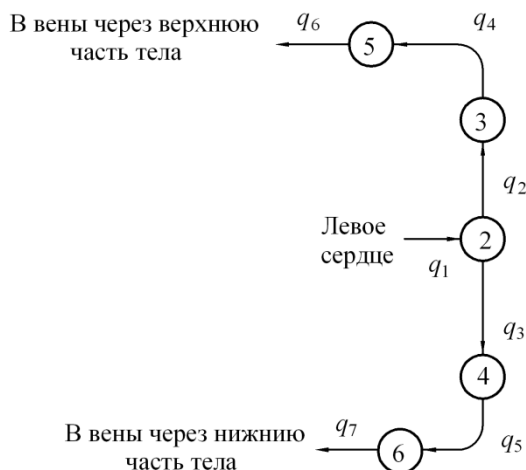 В вены через верхнюю
часть тела
q6
5
q4
3
q2
Левое
сердце
q1
2
q3
4
В вены через нижнию
часть тела
q7
6
q5